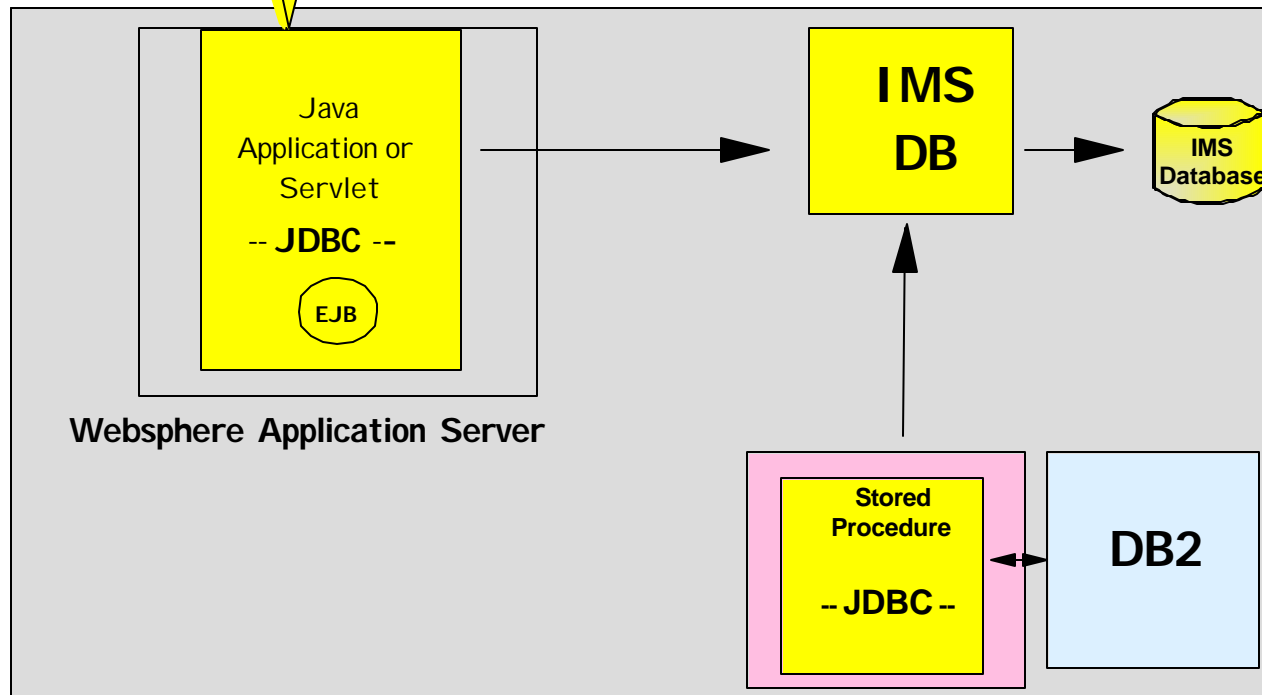 Java
Application or
Servlet
-- JDBC --
EJB
Websphere Application Server
IMS
DB
IMS
Database
Stored
Procedure
-- JDBC --
DB2